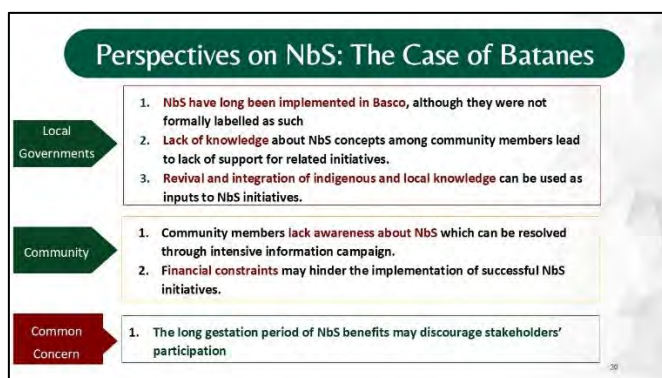 Perspectives on NbS: The Case of Batanes
Local
Governments
1. NbS have long been implemented in Basco, although they were not
formally labelled as such
2. Lack of knowledge about NbS concepts among community members lead
to lack of support for related initiatives.
3. Revival and integration of indigenous and local knowledge can be used as
inputs to NbS initiatives.
Community
1. Community members lack awareness about NbS which can be resolved
through intensive information campaign.
2. Financial constraints may hinder the implementation of successful NbS
initiatives.
Common
Concern
1. The long gestation period of NbS benefits may discourage stakeholders'
participation